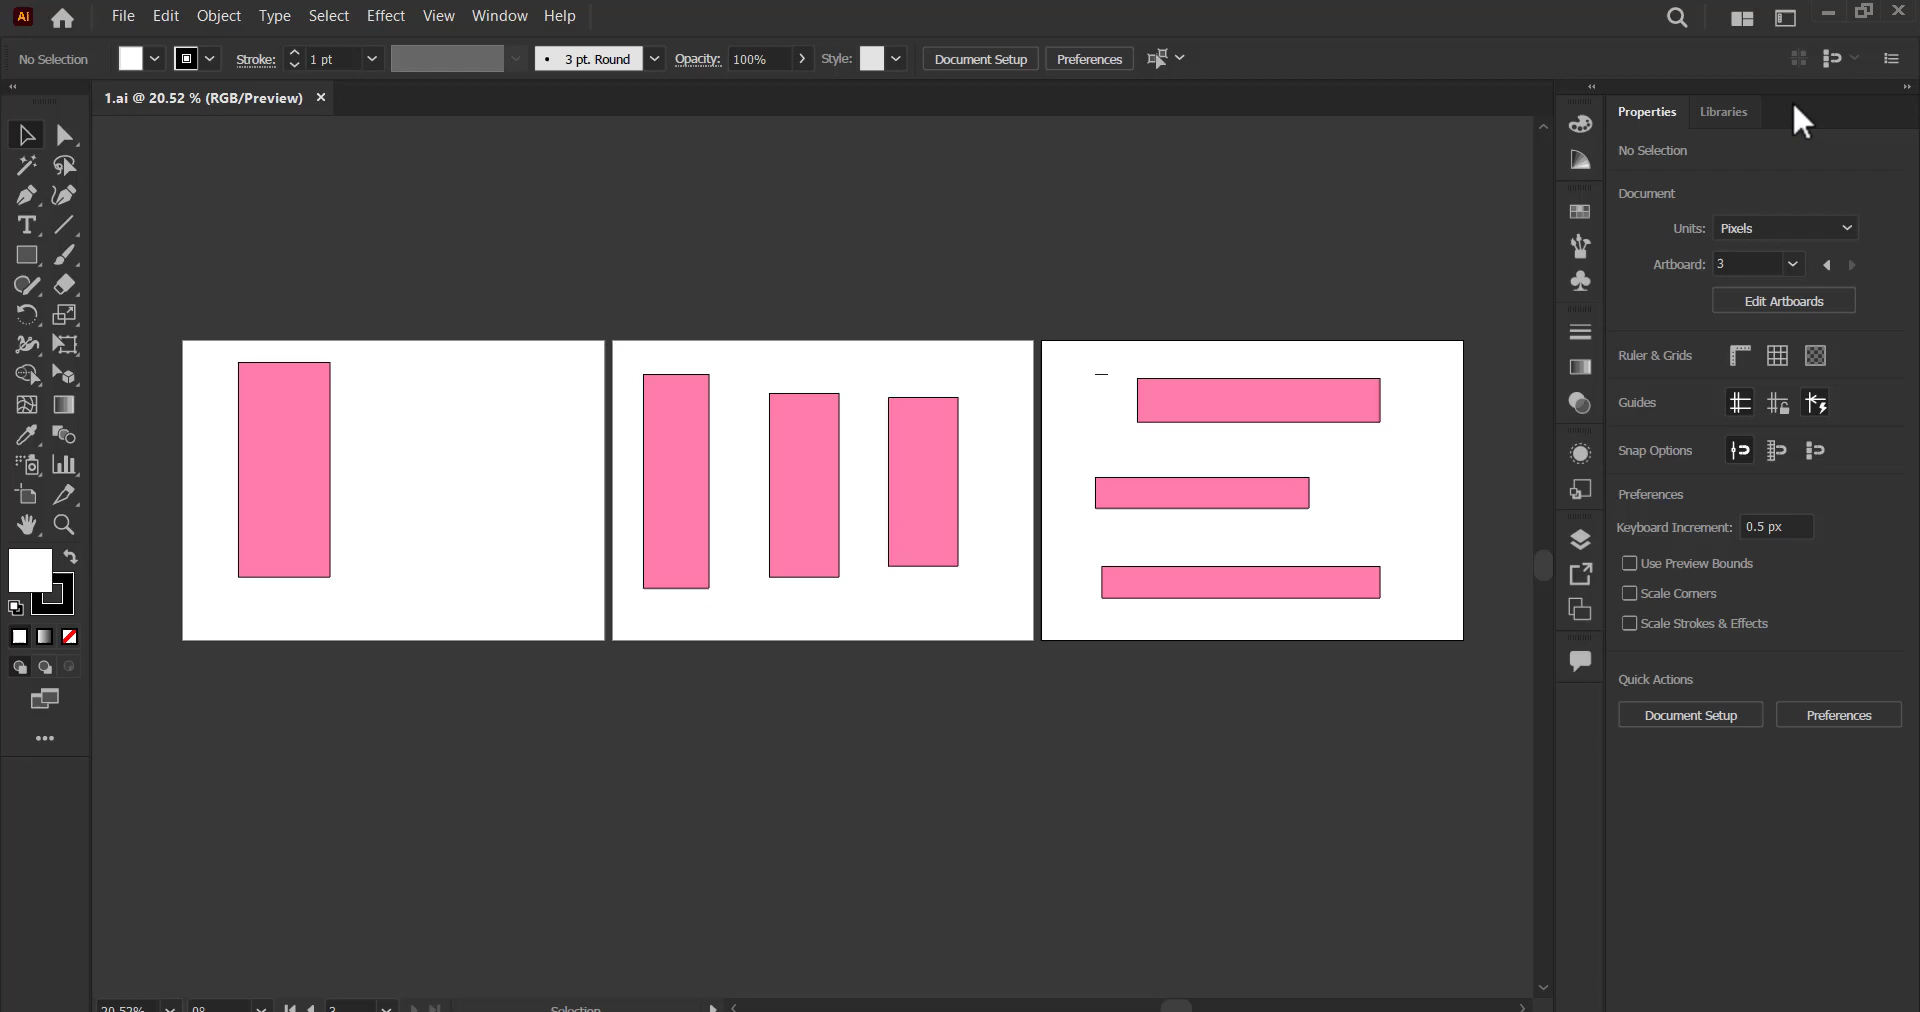 Ai File Edit Object Type Select Effect View Window Help
No Selection Stroke: 1 pt 3 pt. Round Opacity: 100% Style: Document Setup Preferences
1.ai @ 20.52 % (RGB/Preview) ×
Properties Libraries
No Selection
Document
Units: Pixels
Artboard: 3
Edit Artboards
Ruler & Grids
Guides
Snap Options
Preferences
Keyboard Increment: 0.5 px
Use Preview Bounds
Scale Corners
Scale Strokes & Effects
Quick Actions
Document Setup Preferences
20.52% 0° 3 Selection